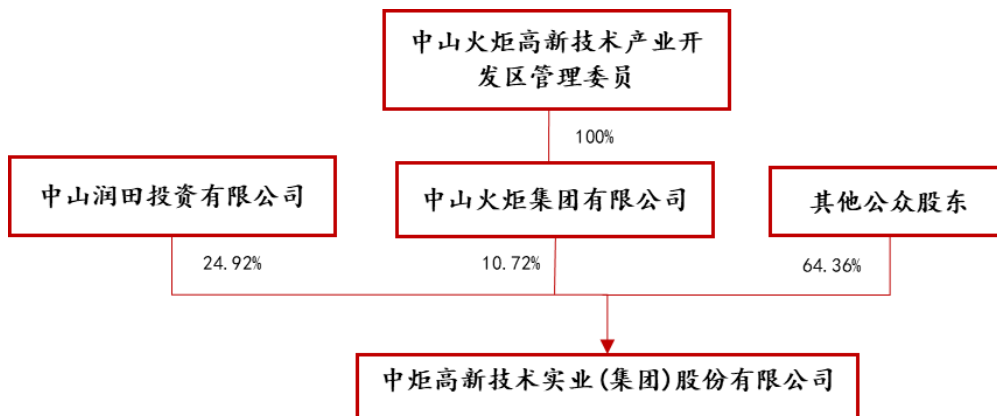 中山火炬高新技术产业开
发区管理委员
100%
中山润田投资有限公司
中山火炬集团有限公司
其他公众股东
24.92%
10.72%
64.36%
中炬高新技术实业(集团)股份有限公司